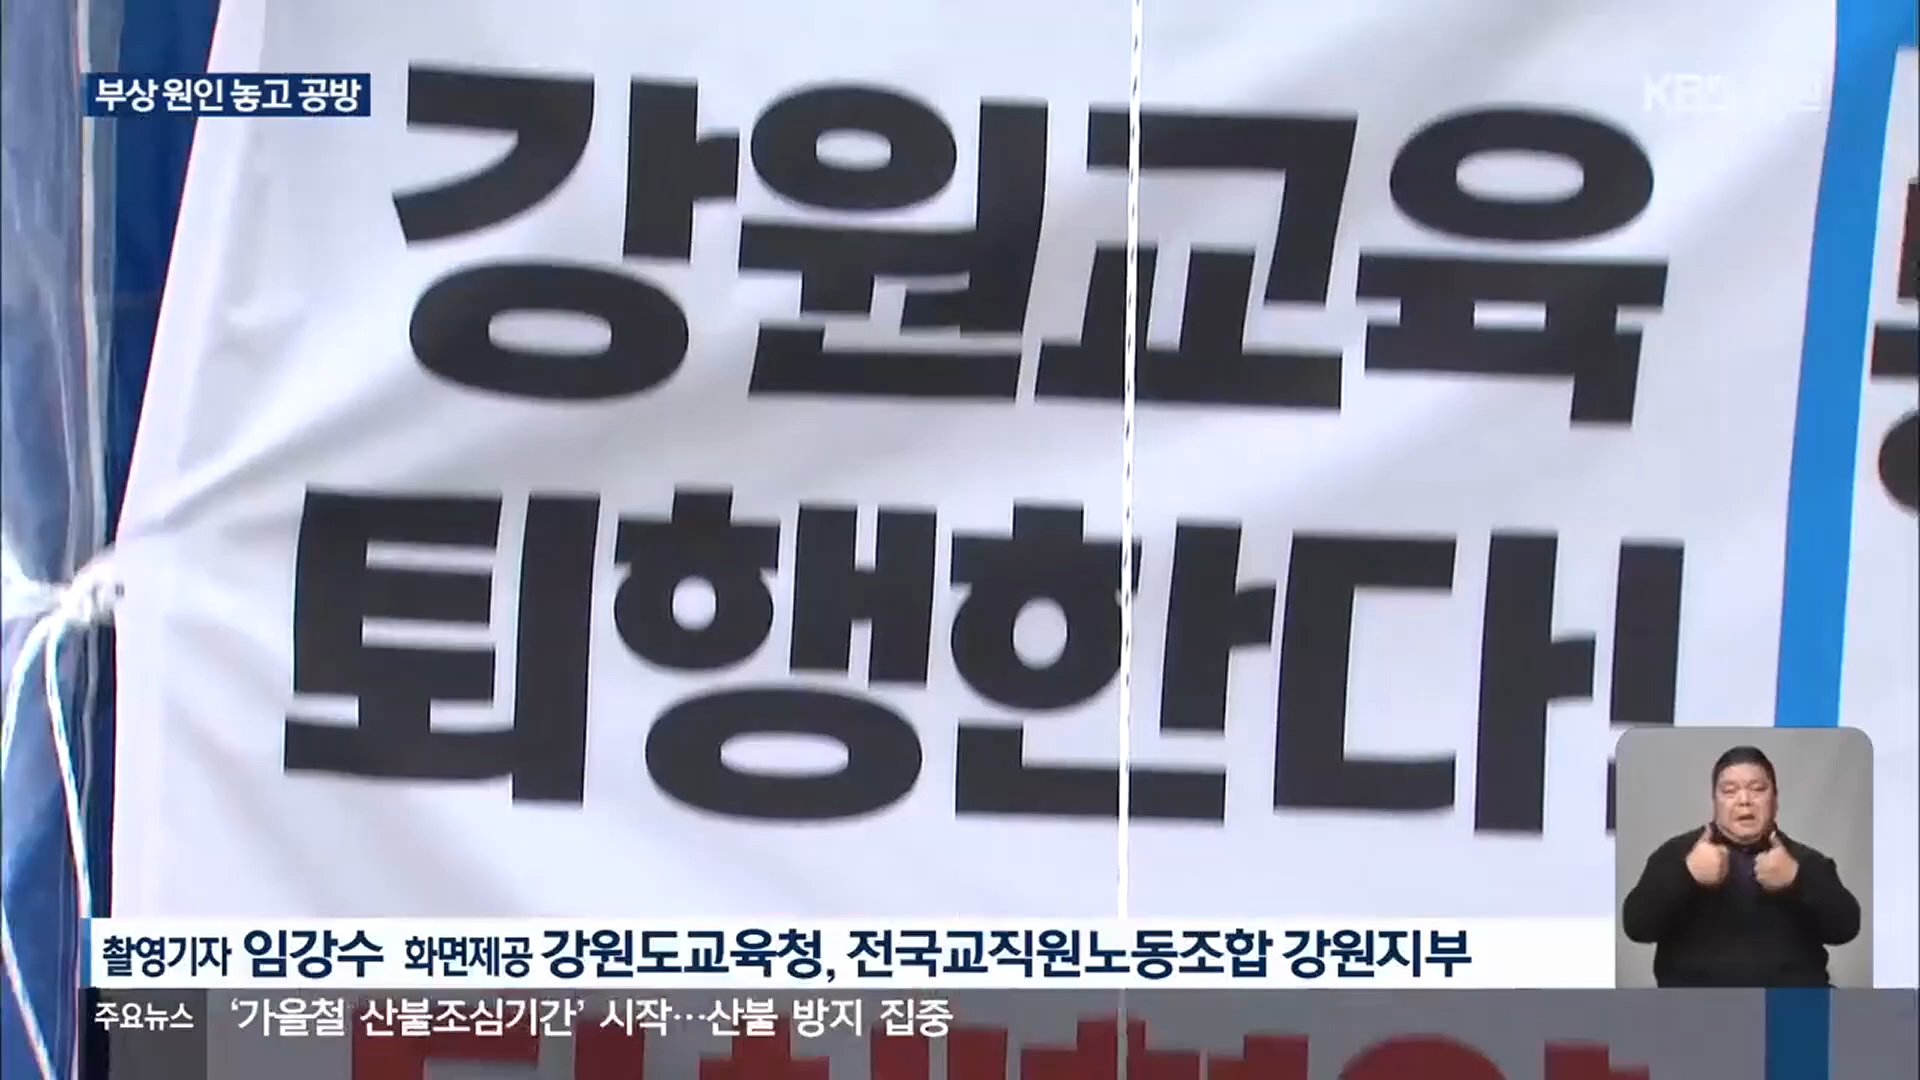 부상 원인 놓고 공방
KBS
강원교육
퇴행한다!
촬영기자 임강수 화면제공 강원도교육청, 전국교직원노동조합 강원지부
주요뉴스 ‘가을철 산불조심기간’ 시작…산불 방지 집중